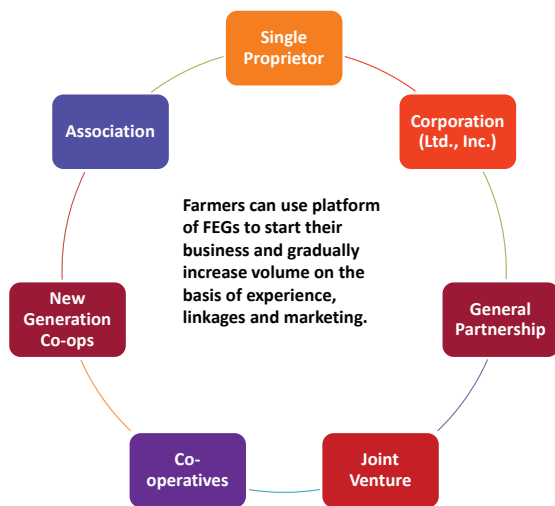 Single
Proprietor
Corporation
(Ltd., Inc.)
General
Partnership
Joint
Venture
Co-
operatives
New
Generation
Co-ops
Association
Farmers can use platform
of FEGs to start their
business and gradually
increase volume on the
basis of experience,
linkages and marketing.